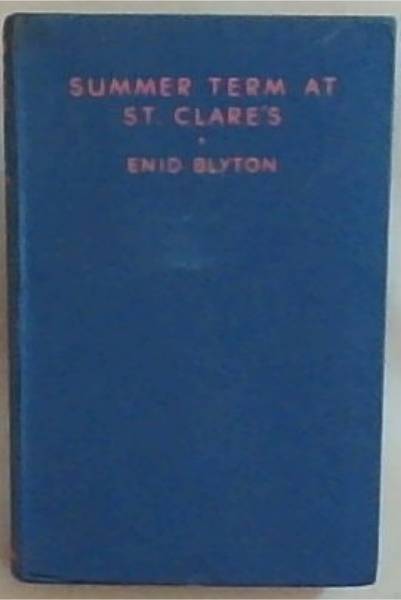 SUMMER TERM AT
ST. CLARE'S
ENID BLYTON